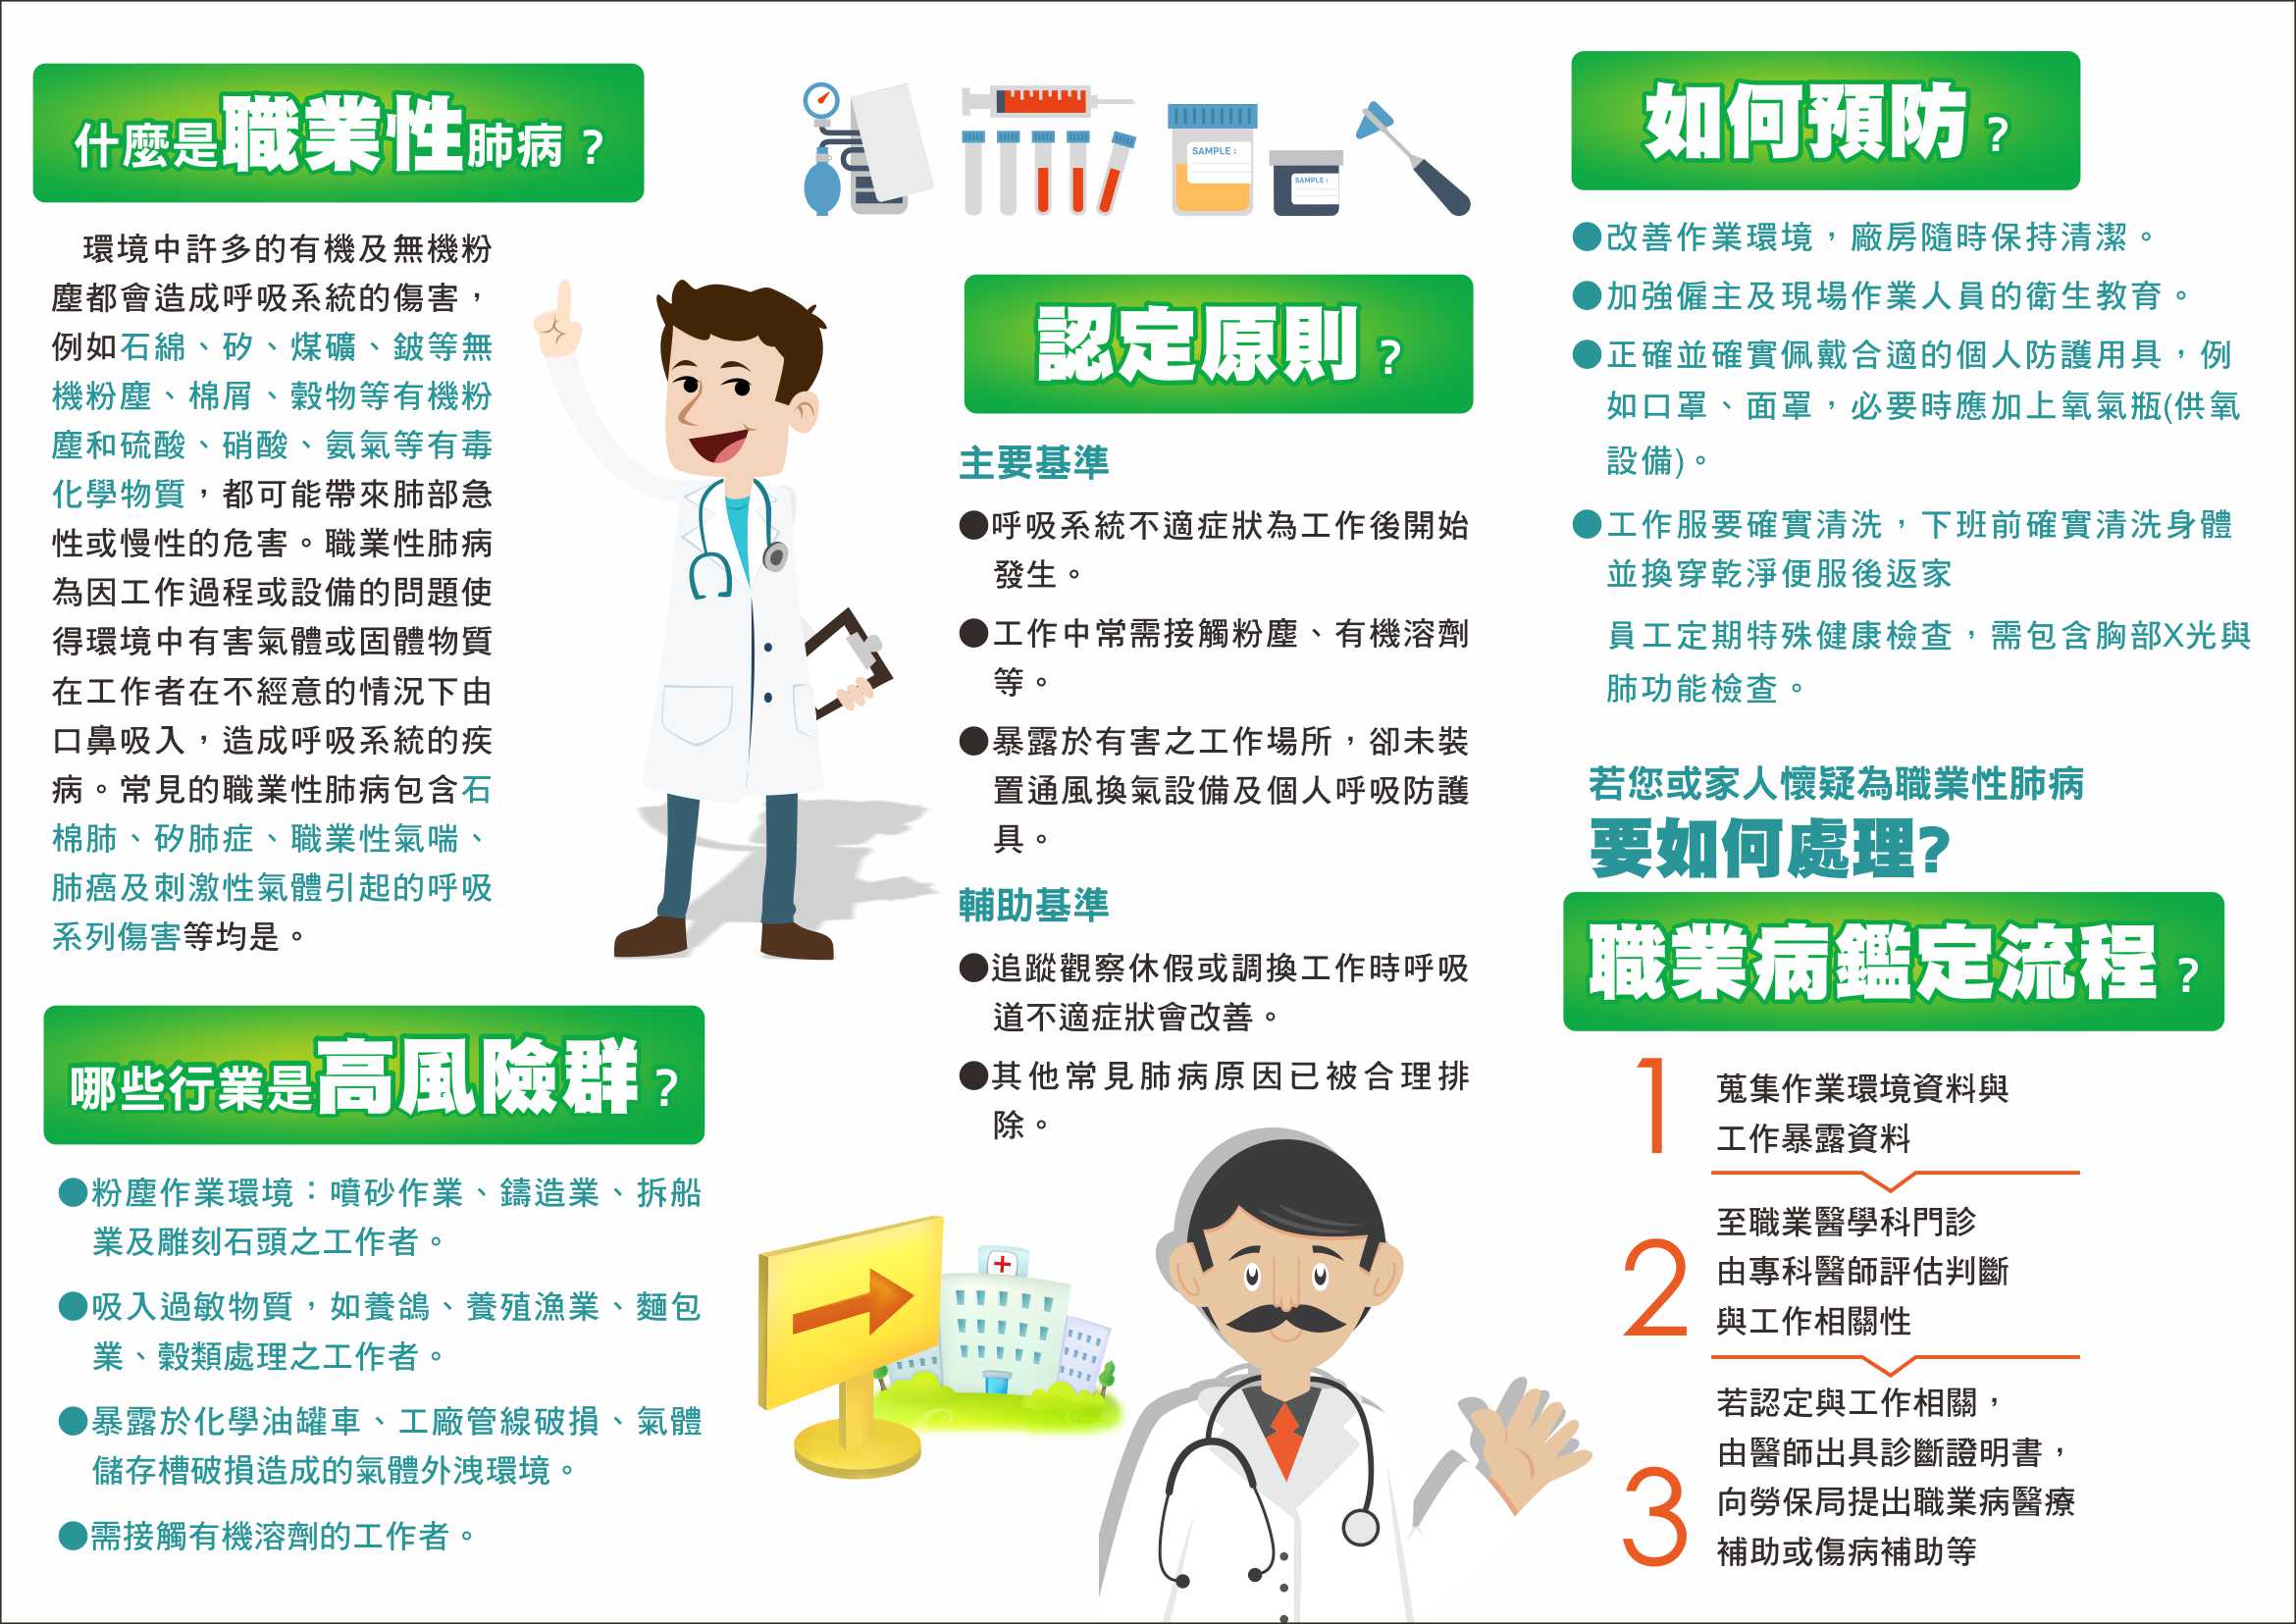 什麼是職業性肺病？
環境中許多的有機及無機粉
塵都會造成呼吸系統的傷害，
例如石綿、矽、煤礦、鈹等無
機粉塵、棉屑、穀物等有機粉
塵和硫酸、硝酸、氨氣等有毒
化學物質，都可能帶來肺部急
性或慢性的危害。職業性肺病
為因工作過程或設備的問題使
得環境中有害氣體或固體物質
在工作者在不經意的情況下由
口鼻吸入，造成呼吸系統的疾
病。常見的職業性肺病包含石
棉肺、矽肺症、職業性氣喘、
肺癌及刺激性氣體引起的呼吸
系列傷害等均是。
哪些行業是高風險群？
●粉塵作業環境：噴砂作業、鑄造業、拆船
業及雕刻石頭之工作者。
●吸入過敏物質，如養鴿、養殖漁業、麵包
業、穀類處理之工作者。
●暴露於化學油罐車、工廠管線破損、氣體
儲存槽破損造成的氣體外洩環境。
●需接觸有機溶劑的工作者。
SAMPLE :
SAMPLE :
認定原則？
主要基準
●呼吸系統不適症狀為工作後開始
發生。
●工作中常需接觸粉塵、有機溶劑
等。
●暴露於有害之工作場所，卻未裝
置通風換氣設備及個人呼吸防護
具。
輔助基準
●追蹤觀察休假或調換工作時呼吸
道不適症狀會改善。
●其他常見肺病原因已被合理排
除。
如何預防？
●改善作業環境，廠房隨時保持清潔。
●加強僱主及現場作業人員的衛生教育。
●正確並確實佩戴合適的個人防護用具，例
如口罩、面罩，必要時應加上氧氣瓶(供氧
設備)。
●工作服要確實清洗，下班前確實清洗身體
並換穿乾淨便服後返家
員工定期特殊健康檢查，需包含胸部X光與
肺功能檢查。
若您或家人懷疑為職業性肺病
要如何處理?
職業病鑑定流程？
1
蒐集作業環境資料與
工作暴露資料
2
至職業醫學科門診
由專科醫師評估判斷
與工作相關性
3
若認定與工作相關，
由醫師出具診斷證明書，
向勞保局提出職業病醫療
補助或傷病補助等